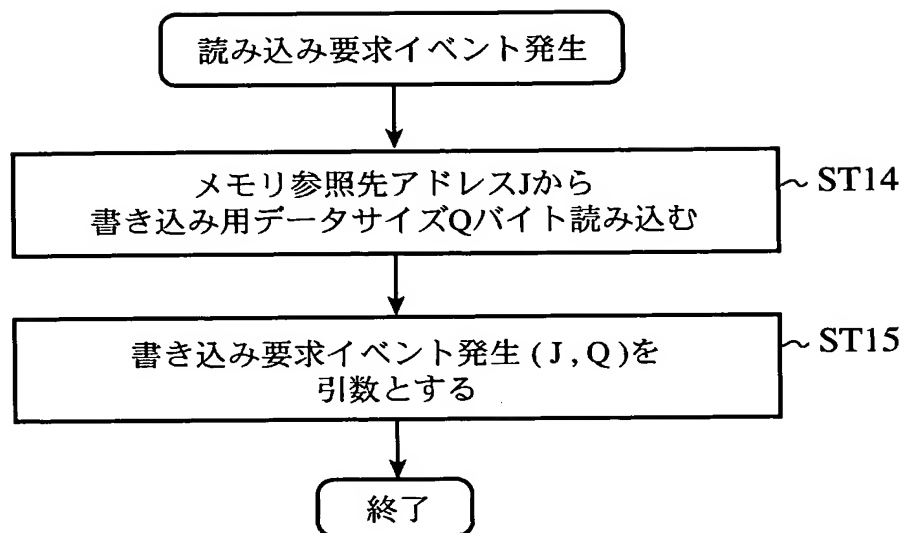 読み込み要求イベント発生
メモリ参照先アドレスJから
書き込み用データサイズQバイト読み込む
~ ST14
書き込み要求イベント発生 ( J , Q )を
引数とする
~ ST15
終了